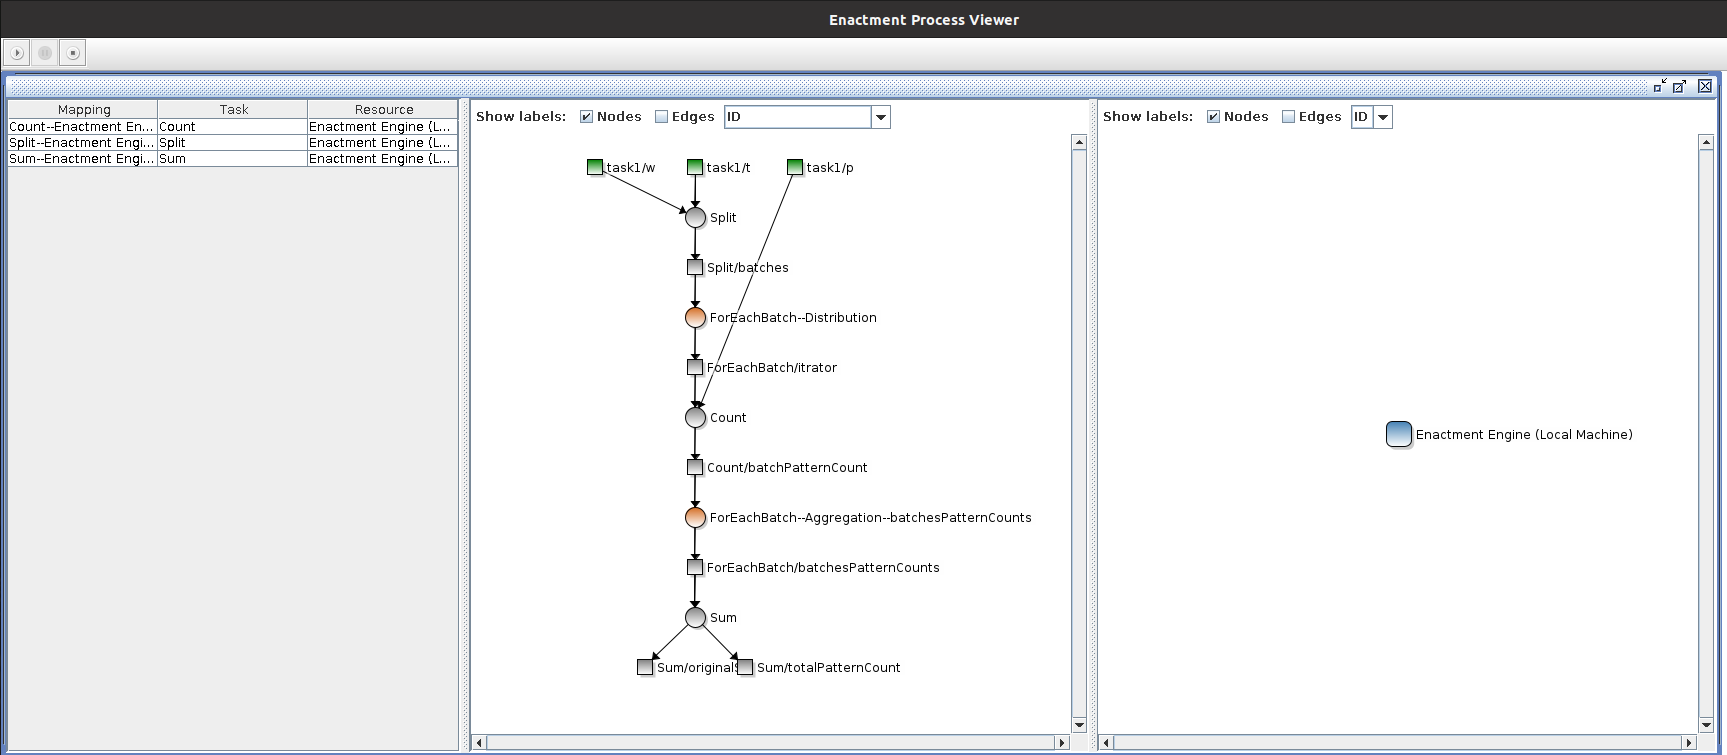 Enactment Process Viewer
Mapping Task Resource
Count--Enactment En... Count Enactment Engine (L...
Split--Enactment Engi... Split Enactment Engine (L...
Sum--Enactment Engi... Sum Enactment Engine (L...
Show labels: Nodes Edges ID
task1/w task1/t task1/p
Split
Split/batches
ForEachBatch--Distribution
ForEachBatch/itrator
Count
Count/batchPatternCount
ForEachBatch--Aggregation--batchesPatternCounts
ForEachBatch/batchesPatternCounts
Sum
Sum/original Sum/totalPatternCount
Show labels: Nodes Edges ID
Enactment Engine (Local Machine)